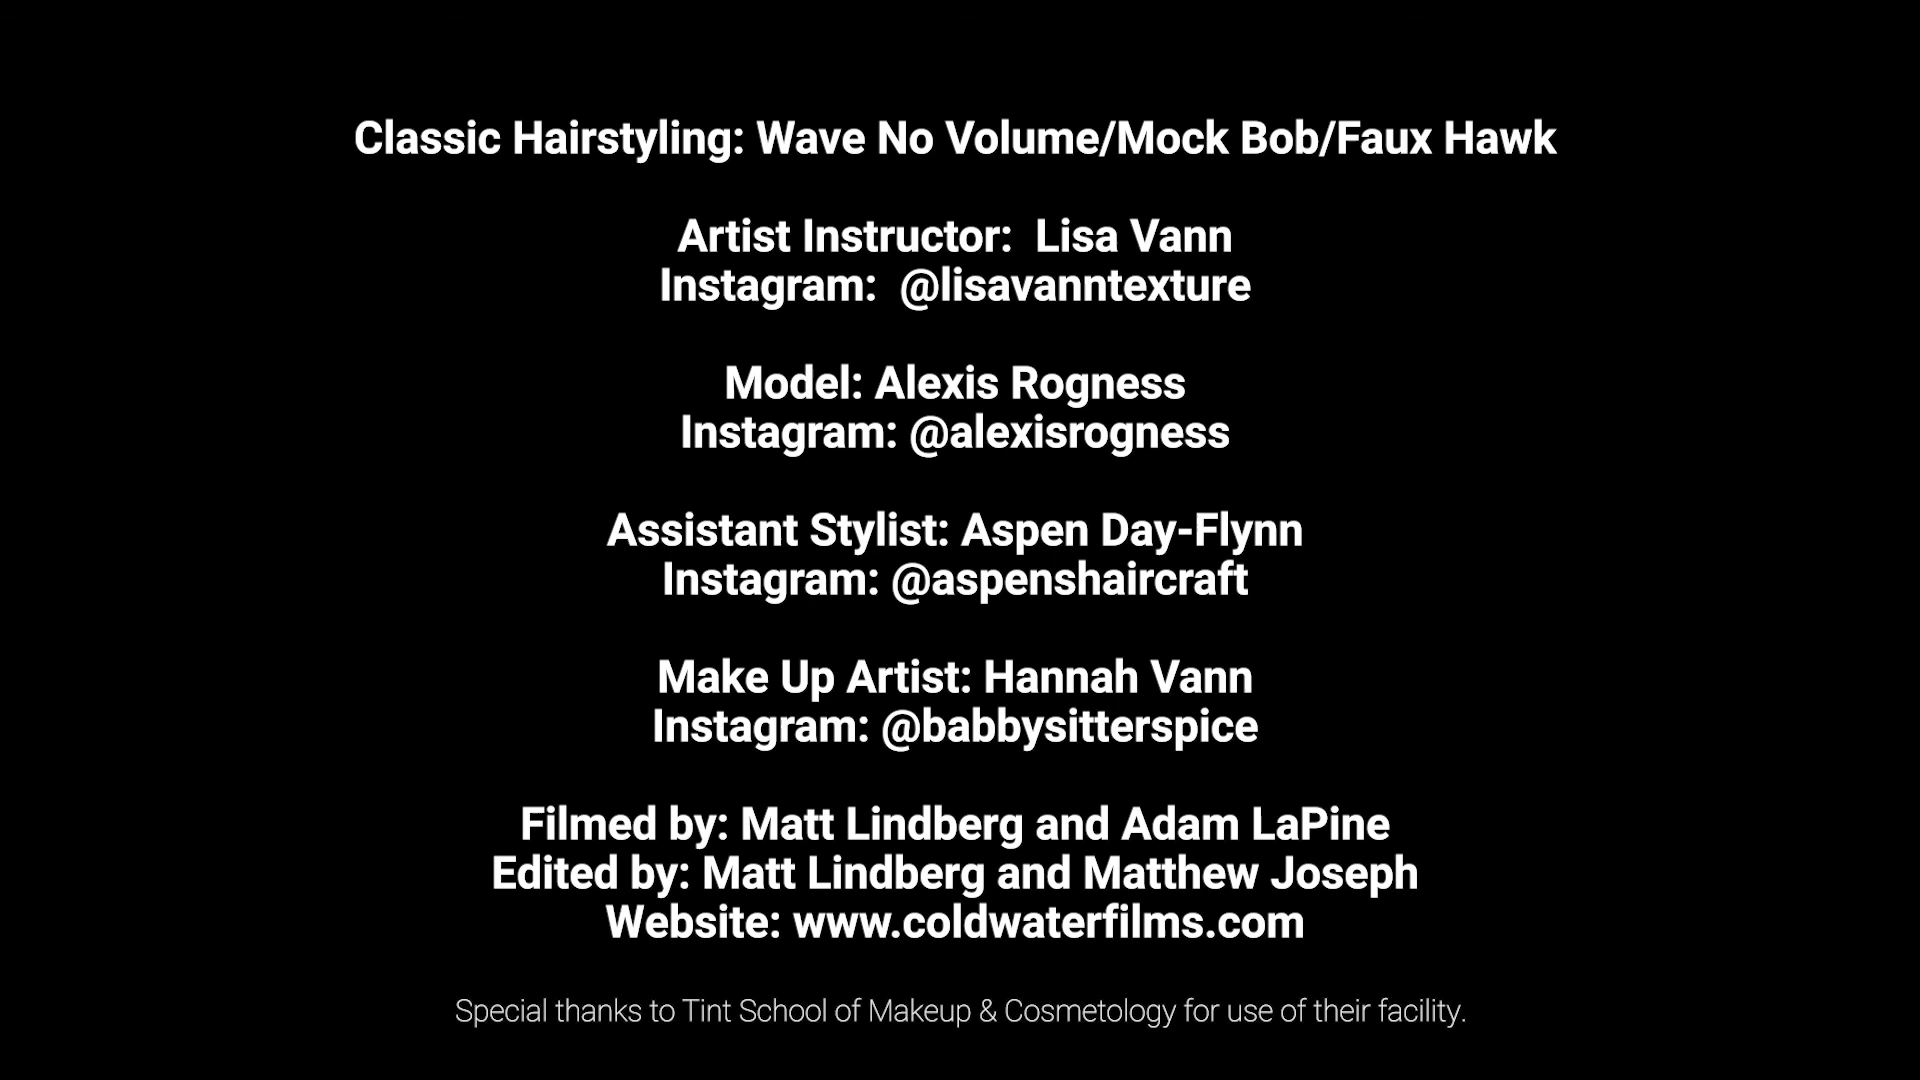 Classic Hairstyling: Wave No Volume/Mock Bob/Faux Hawk
Artist Instructor:  Lisa Vann
Instagram:  @lisavanntexture
Model: Alexis Rogness
Instagram: @alexisrogness
Assistant Stylist: Aspen Day-Flynn
Instagram: @aspenshaircraft
Make Up Artist: Hannah Vann
Instagram: @babbysitterspice
Filmed by: Matt Lindberg and Adam LaPine
Edited by: Matt Lindberg and Matthew Joseph
Website: www.coldwaterfilms.com
Special thanks to Tint School of Makeup & Cosmetology for use of their facility.